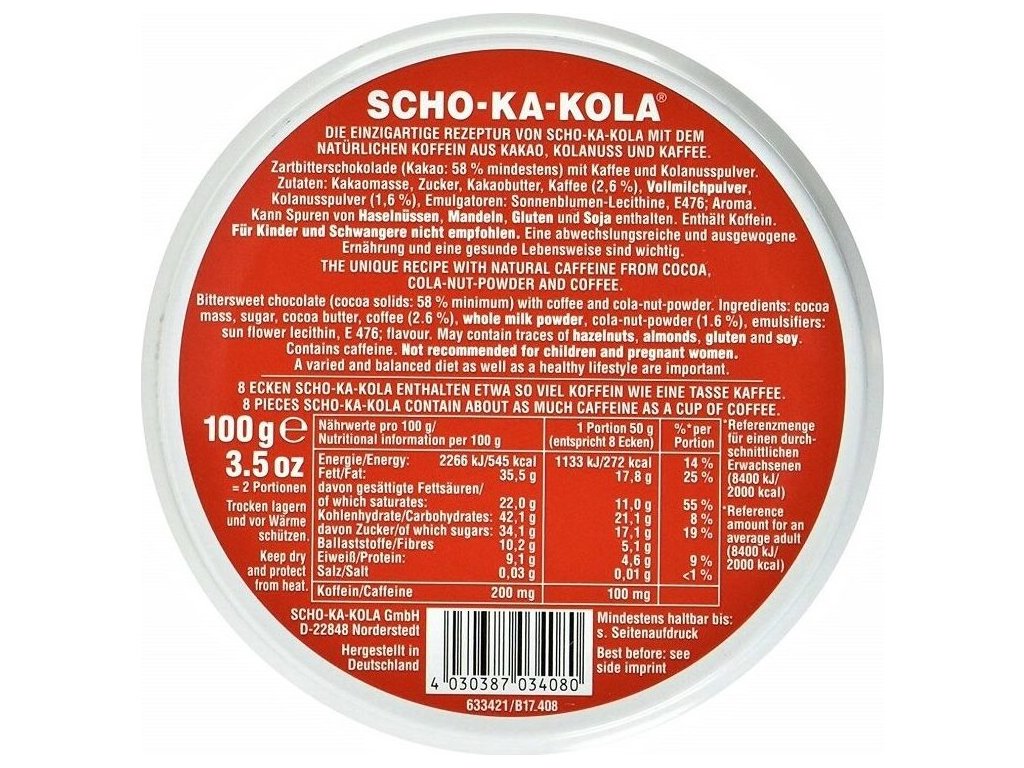 SCHO-KA-KOLA®
DIE EINZIGARTIGE REZEPTUR VON SCHO-KA-KOLA MIT DEM
NATÜRLICHEN KOFFEIN AUS KAKAO, KOLANUSS UND KAFFEE.
Zartbitterschokolade (Kakao: 58 % mindestens) mit Kaffee und Kolanusspulver.
Zutaten: Kakaomasse, Zucker, Kakaobutter, Kaffee (2,6 %), Vollmilchpulver,
Kolanusspulver (1,6 %), Emulgatoren: Sonnenblumen-Lecithine, E476; Aroma.
Kann Spuren von Haselnüssen, Mandeln, Gluten und Soja enthalten. Enthält Koffein.
Für Kinder und Schwangere nicht empfohlen. Eine abwechslungsreiche und ausgewogene
Ernährung und eine gesunde Lebensweise sind wichtig.
THE UNIQUE RECIPE WITH NATURAL CAFFEINE FROM COCOA,
COLA-NUT-POWDER AND COFFEE.
Bittersweet chocolate (cocoa solids: 58 % minimum) with coffee and cola-nut-powder. Ingredients: cocoa
mass, sugar, cocoa butter, coffee (2.6 %), whole milk powder, cola-nut-powder (1.6 %), emulsifiers:
sun flower lecithin, E 476; flavour. May contain traces of hazelnuts, almonds, gluten and soy.
Contains caffeine. Not recommended for children and pregnant women.
A varied and balanced diet as well as a healthy lifestyle are important.
8 ECKEN SCHO-KA-KOLA ENTHALTEN ETWA SO VIEL KOFFEIN WIE EINE TASSE KAFFEE.
8 PIECES SCHO-KA-KOLA CONTAIN ABOUT AS MUCH CAFFEINE AS A CUP OF COFFEE.
100 g ℮
3.5 oz
= 2 Portionen
Trocken lagern
und vor Wärme
schützen.
Keep dry
and protect
from heat.
Nährwerte pro 100 g/ 1 Portion 50 g %*per
Nutritional information per 100 g (entspricht 8 Ecken) Portion
Energie/Energy: 2266 kJ/545 kcal 1133 kJ/272 kcal 14 %
Fett/Fat: 35,5 g 17,8 g 25 %
davon gesättigte Fettsäuren/
of which saturates: 22,0 g 11,0 g 55 %
Kohlenhydrate/Carbohydrates: 42,1 g 21,1 g 8 %
davon Zucker/of which sugars: 34,1 g 17,1 g 19 %
Ballaststoffe/Fibres 10,2 g 5,1 g
Eiweiß/Protein: 9,1 g 4,6 g 9 %
Salz/Salt 0,03 g 0,01 g <1 %
Koffein/Caffeine 200 mg 100 mg
*Referenzmenge
für einen durch-
schnittlichen
Erwachsenen
(8400 kJ/
2000 kcal)
*Reference
amount for an
average adult
(8400 kJ/
2000 kcal)
SCHO-KA-KOLA GmbH
D-22848 Norderstedt
Hergestellt in
Deutschland
4 030387 034080
Mindestens haltbar bis:
s. Seitenaufdruck
Best before: see
side imprint
633421/B17.408